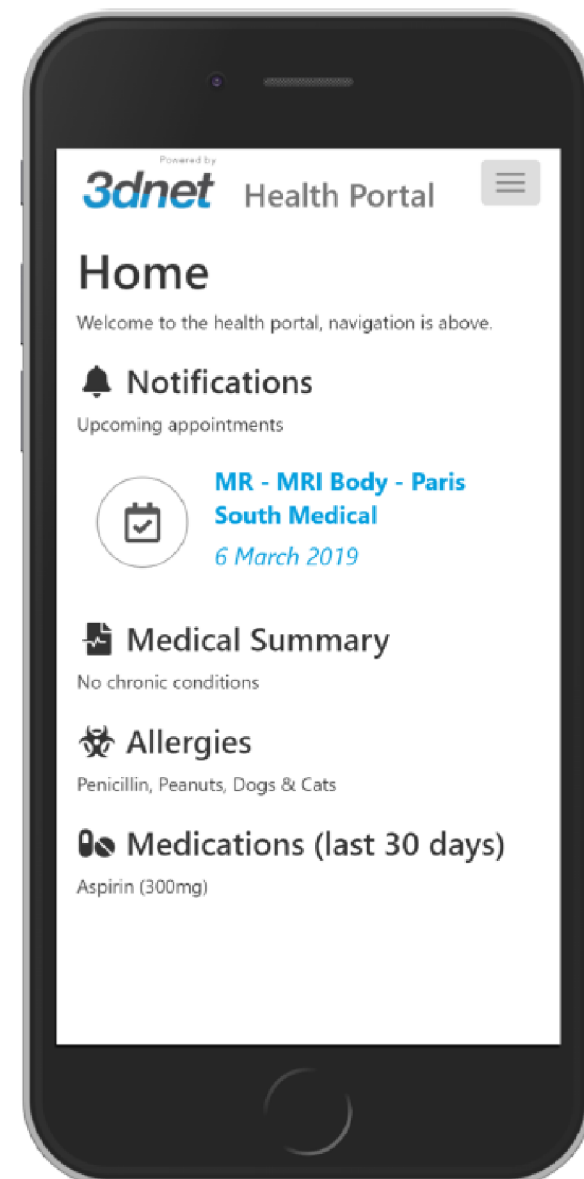 Powered by
3dnet Health Portal
Home
Welcome to the health portal, navigation is above.
Notifications
Upcoming appointments
MR - MRI Body - Paris
South Medical
6 March 2019
Medical Summary
No chronic conditions
Allergies
Penicillin, Peanuts, Dogs & Cats
Medications (last 30 days)
Aspirin (300mg)